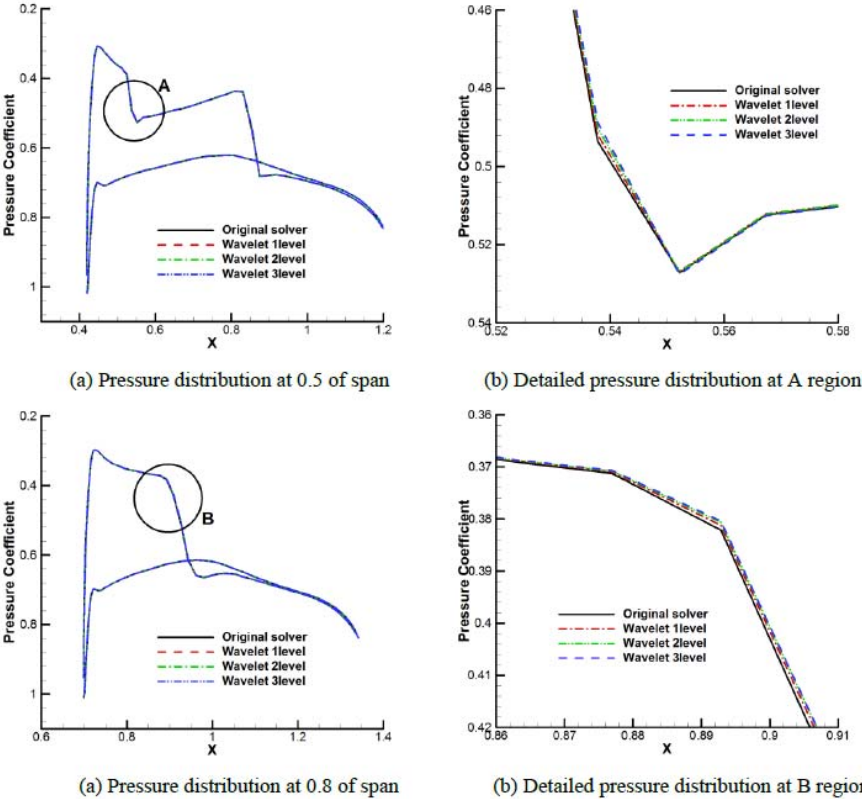 0.2
0.4
0.6
0.8
1
Pressure Coefficient
A
Original solver
Wavelet 1level
Wavelet 2level
Wavelet 3level
0.4 0.6 0.8 1 1.2
X
(a) Pressure distribution at 0.5 of span
0.46
0.48
0.5
0.52
0.54
Pressure Coefficient
Original solver
Wavelet 1level
Wavelet 2level
Wavelet 3level
0.52 0.54 0.56 0.58
X
(b) Detailed pressure distribution at A region
0.2
0.4
0.6
0.8
1
Pressure Coefficient
B
Original solver
Wavelet 1level
Wavelet 2level
Wavelet 3level
0.6 0.8 1 1.2 1.4
X
(a) Pressure distribution at 0.8 of span
0.36
0.37
0.38
0.39
0.4
0.41
0.42
Pressure Coefficient
Original solver
Wavelet 1level
Wavelet 2level
Wavelet 3level
0.86 0.87 0.88 0.89 0.9 0.91
X
(b) Detailed pressure distribution at B region